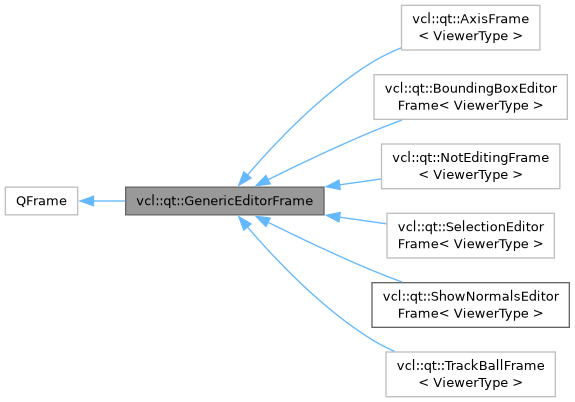 vcl::qt::AxisFrame
< ViewerType >
vcl::qt::BoundingBoxEditor
Frame< ViewerType >
vcl::qt::NotEditingFrame
< ViewerType >
QFrame
vcl::qt::GenericEditorFrame
vcl::qt::SelectionEditor
Frame< ViewerType >
vcl::qt::ShowNormalsEditor
Frame< ViewerType >
vcl::qt::TrackBallFrame
< ViewerType >